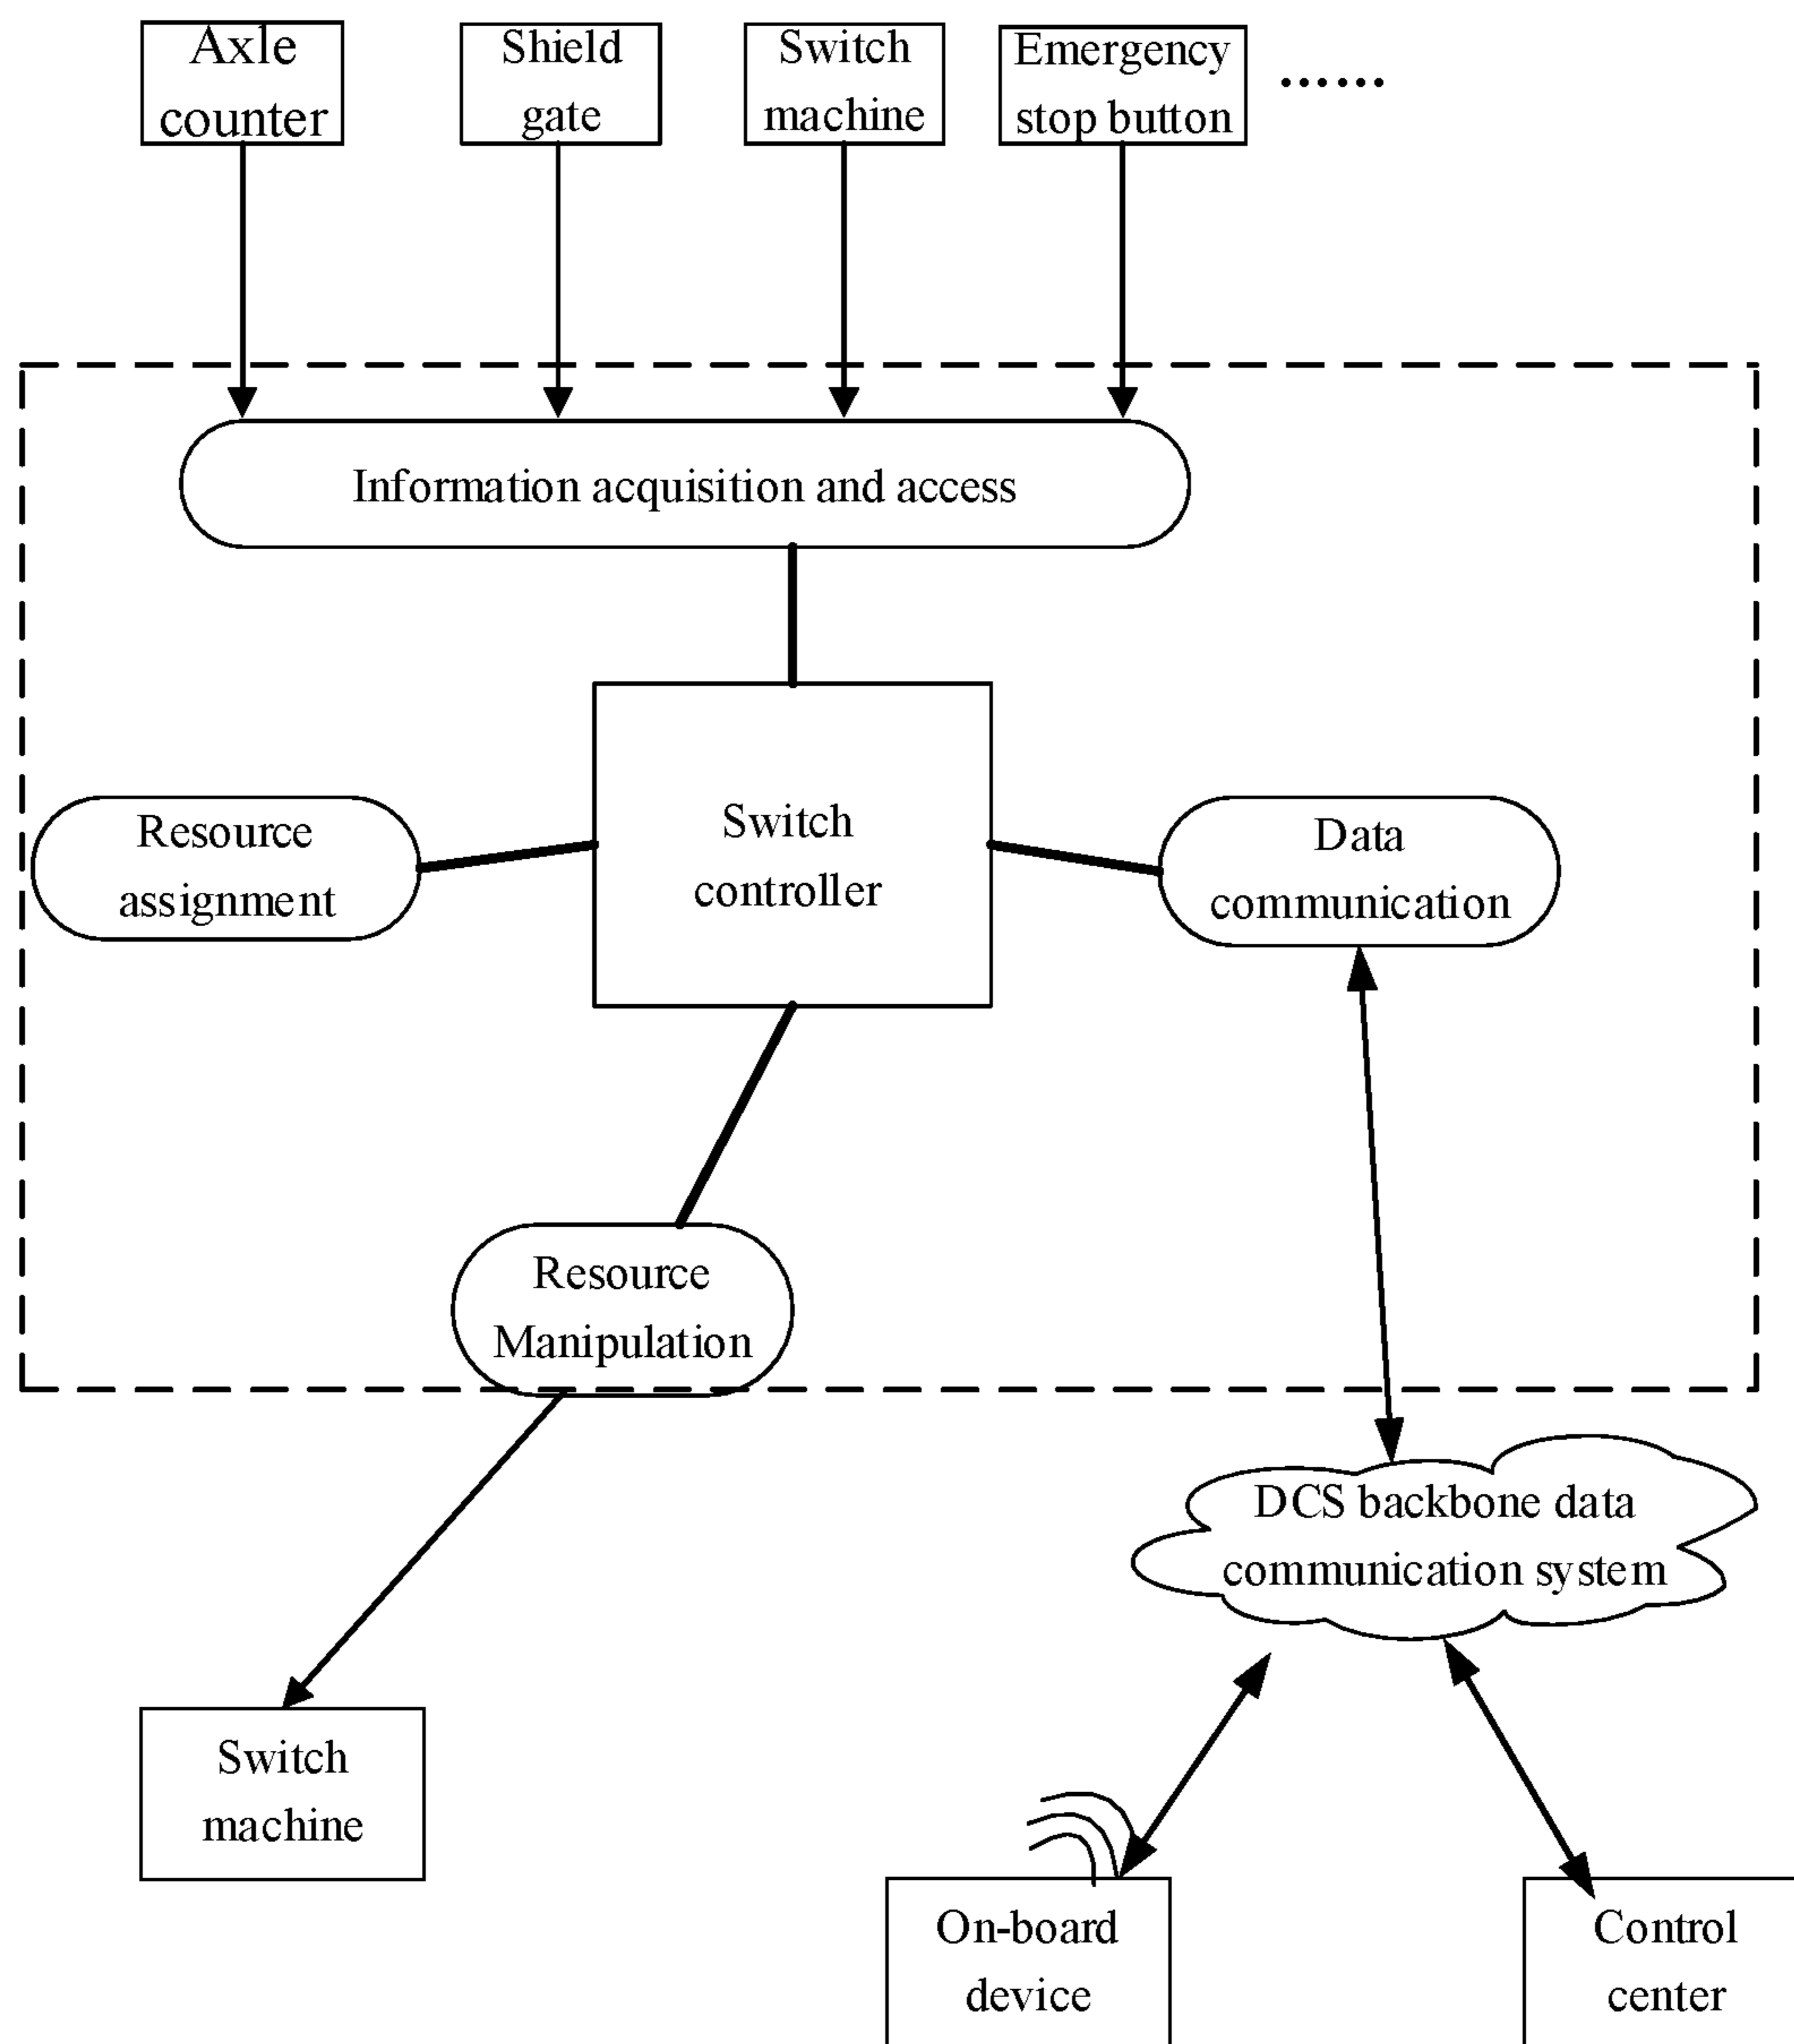 Axle
counter
Shield
gate
Switch
machine
Emergency
stop button
......
Information acquisition and access
Resource
assignment
Switch
controller
Data
communication
Resource
Manipulation
DCS backbone data
communication system
Switch
machine
On-board
device
Control
center